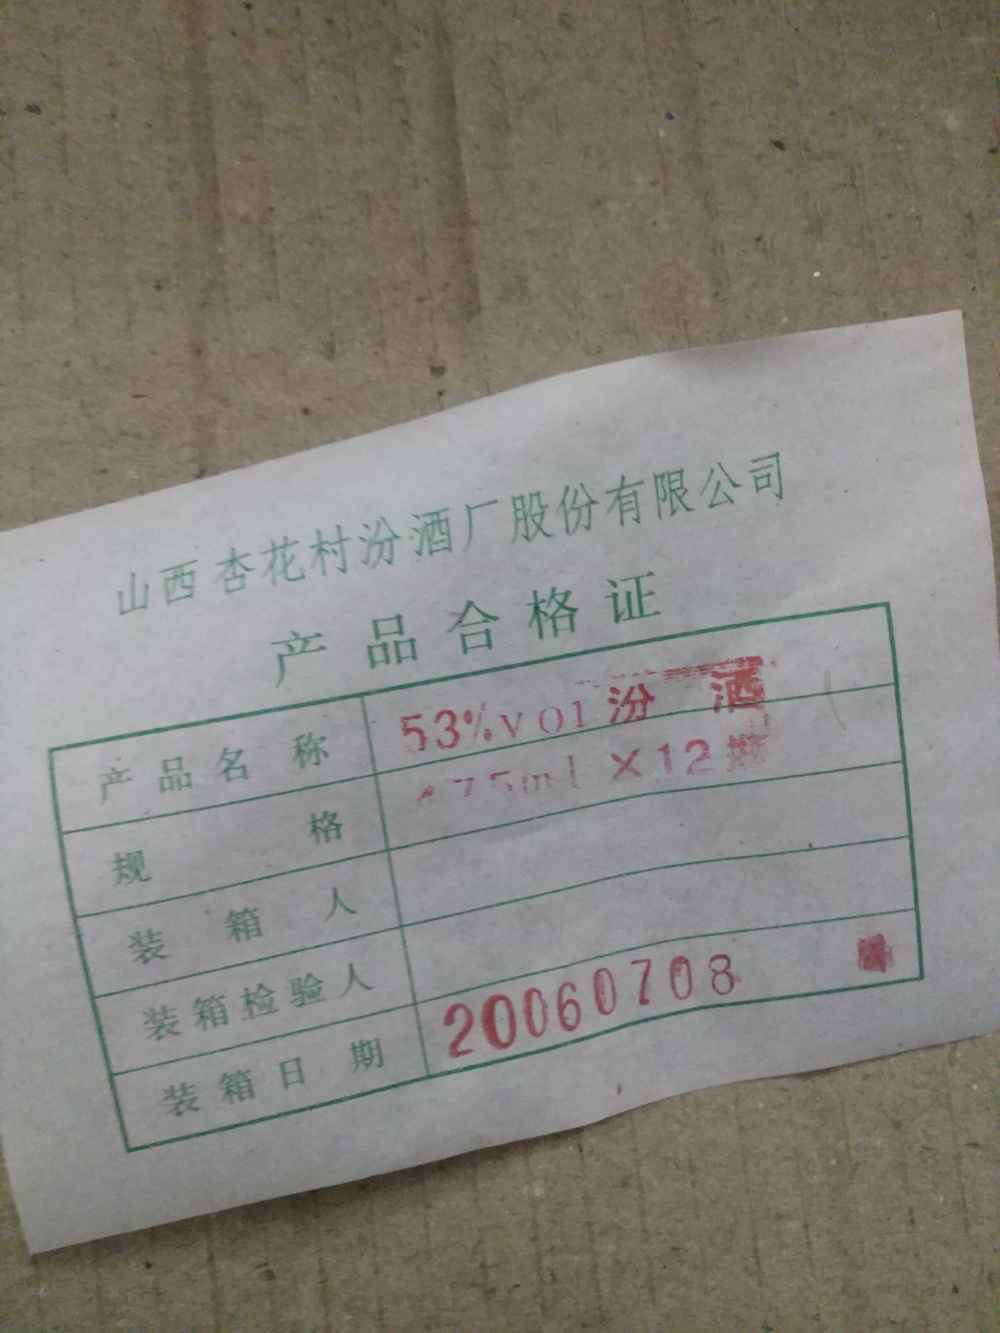 山西杏花村汾酒厂股份有限公司
产品合格证
产品名称 53%VOl 汾 酒
规格 475ml ×12
装箱人
装箱检验人
装箱日期 20060708